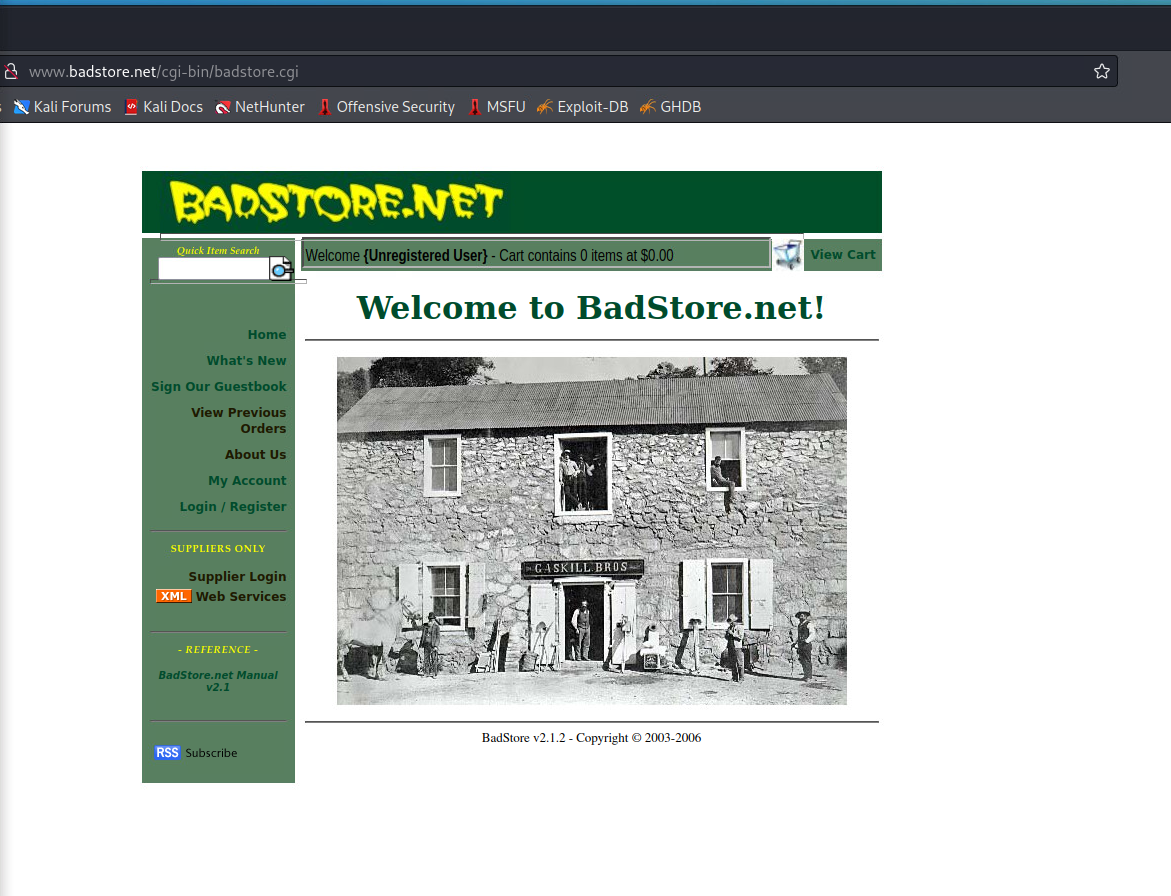 www.badstore.net/cgi-bin/badstore.cgi
Kali Forums Kali Docs NetHunter Offensive Security MSFU Exploit-DB GHDB
BADSTORE.NET
Quick Item Search
Welcome {Unregistered User} - Cart contains 0 items at $0.00
View Cart
Welcome to BadStore.net!
Home
What's New
Sign Our Guestbook
View Previous
Orders
About Us
My Account
Login / Register
SUPPLIERS ONLY
Supplier Login
XML Web Services
- REFERENCE -
BadStore.net Manual
v2.1
RSS Subscribe
GASKILL BROS
BadStore v2.1.2 - Copyright © 2003-2006